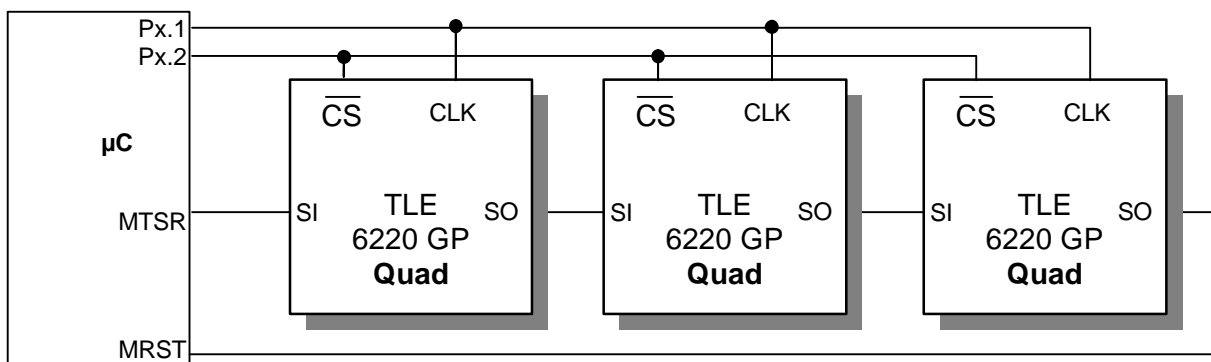 Px.1
Px.2
CS CLK CS CLK CS CLK
µC
MTSR
SI TLE SO SI TLE SO SI TLE SO
6220 GP 6220 GP 6220 GP
Quad Quad Quad
MRST